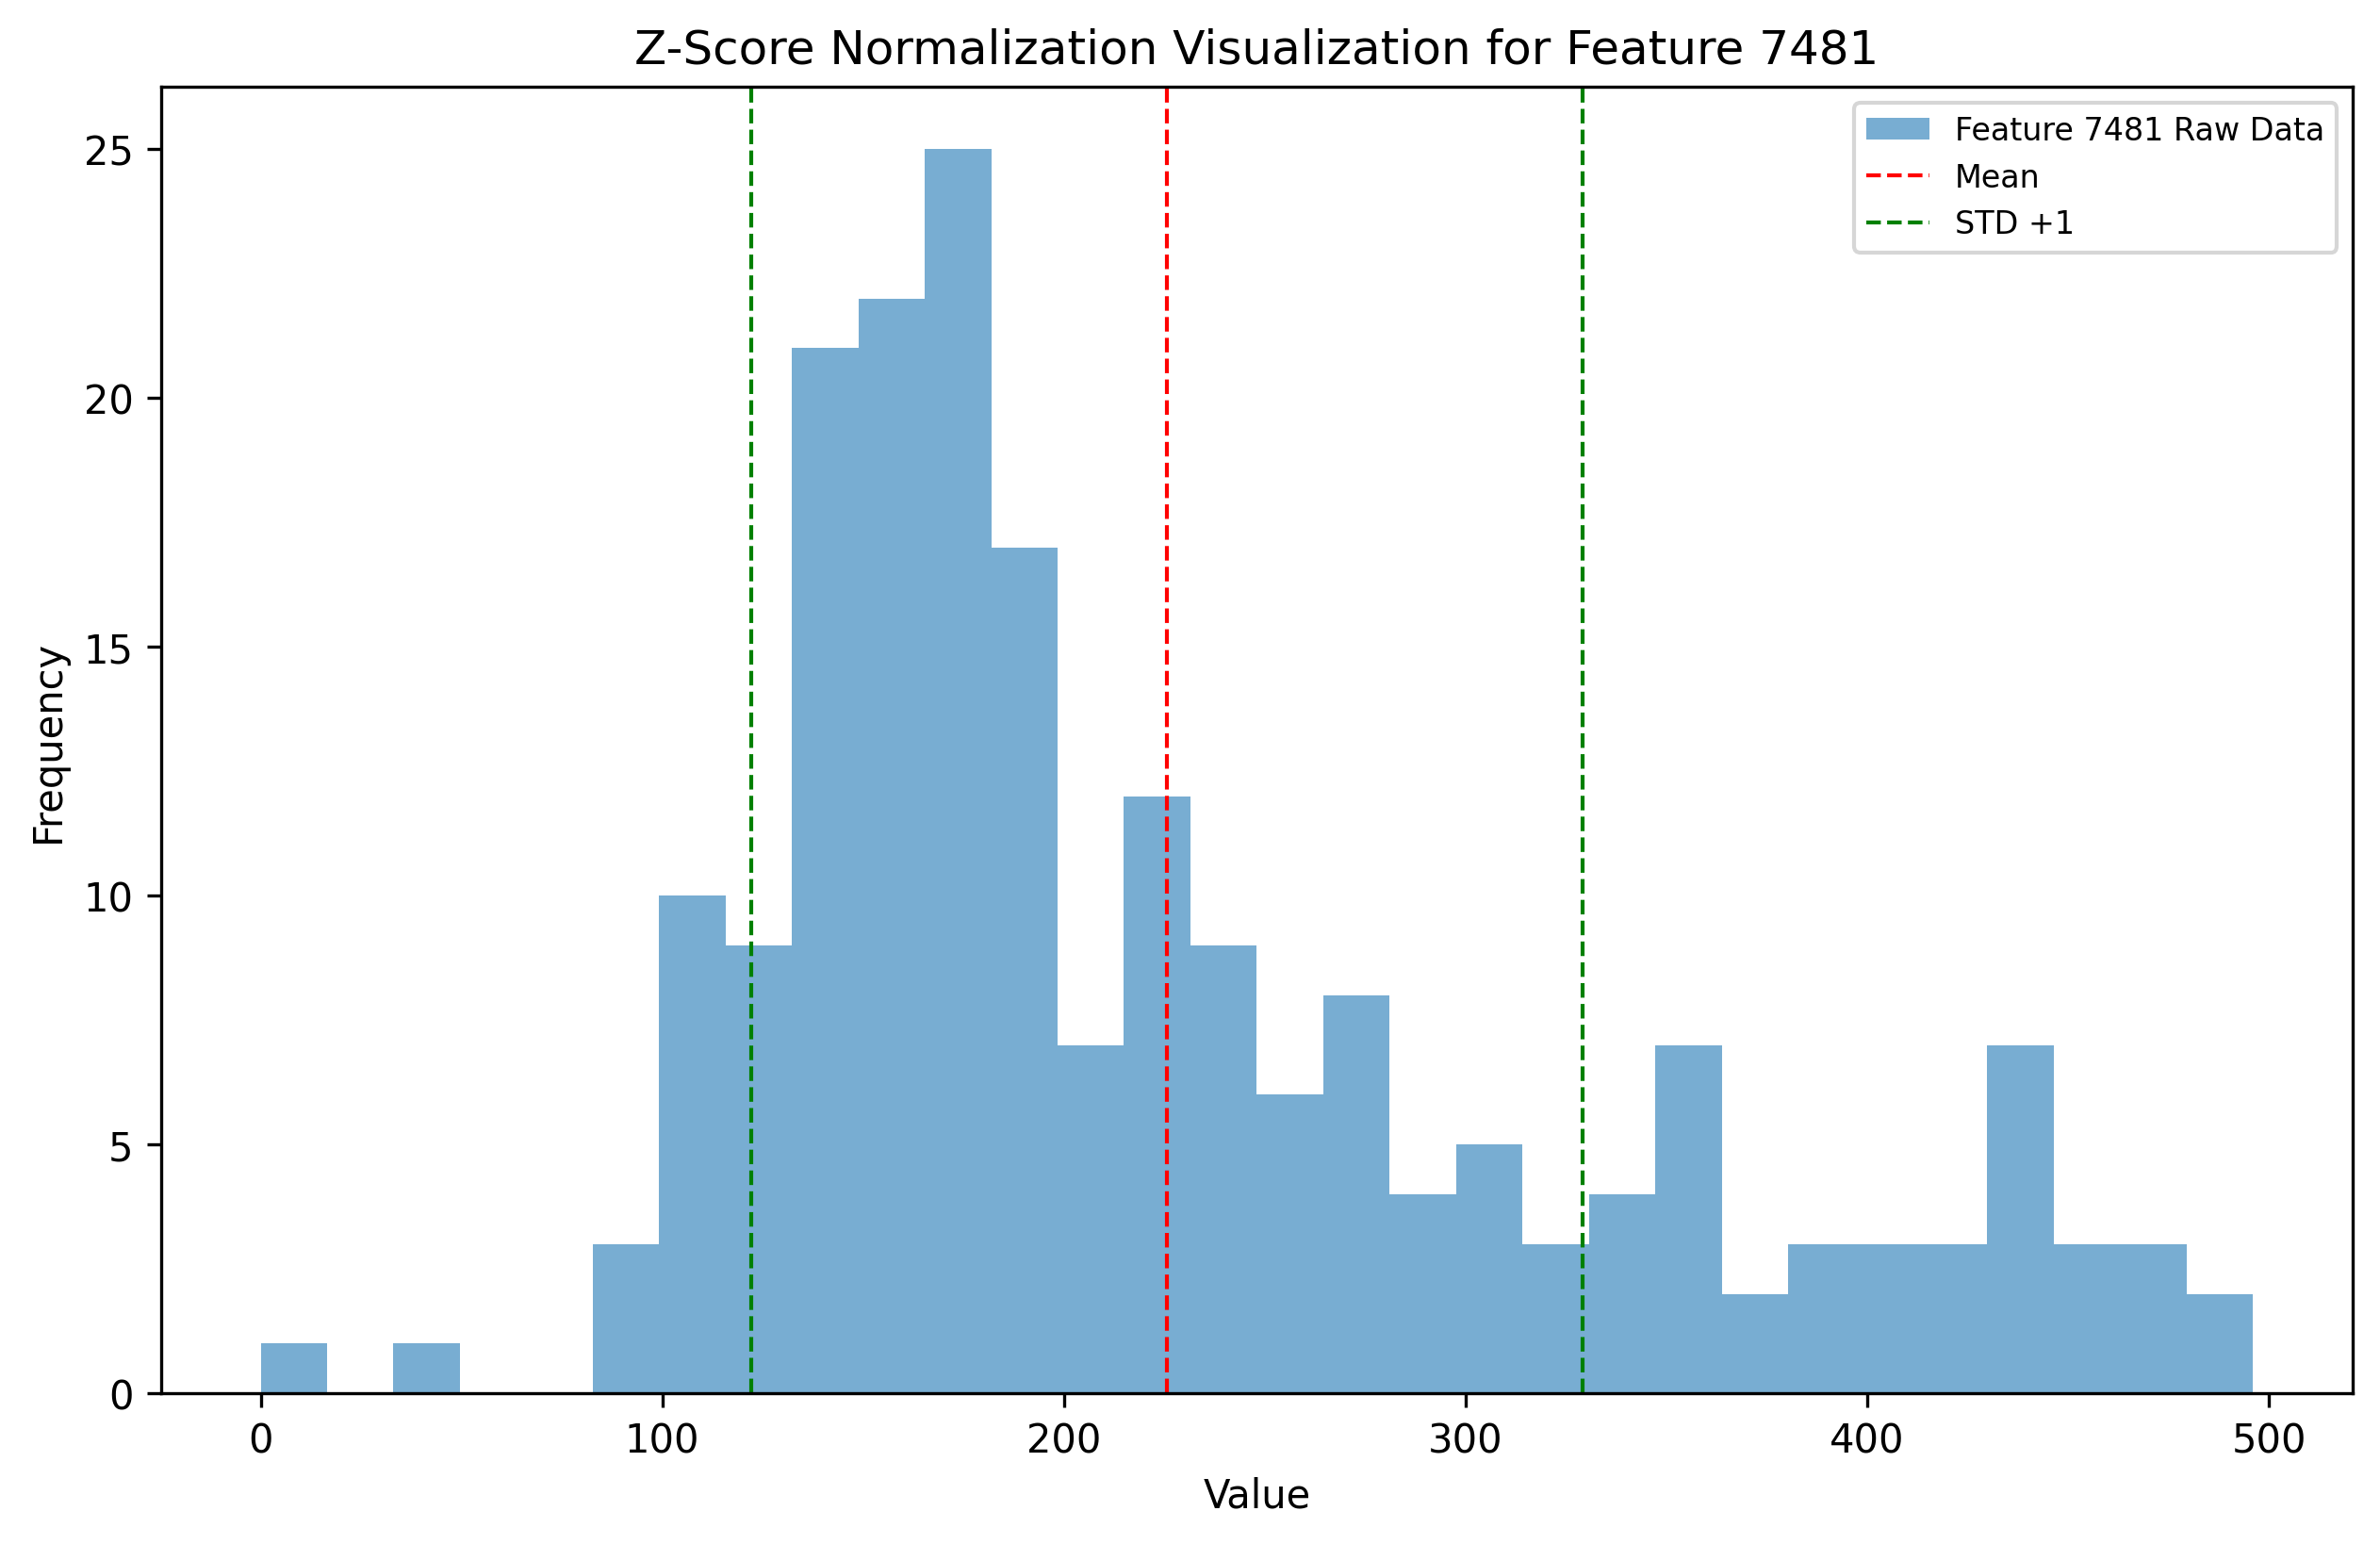 Z-Score Normalization Visualization for Feature 7481
Feature 7481 Raw Data
Mean
STD +1
25
20
15
10
5
0
Frequency
0 100 200 300 400 500
Value